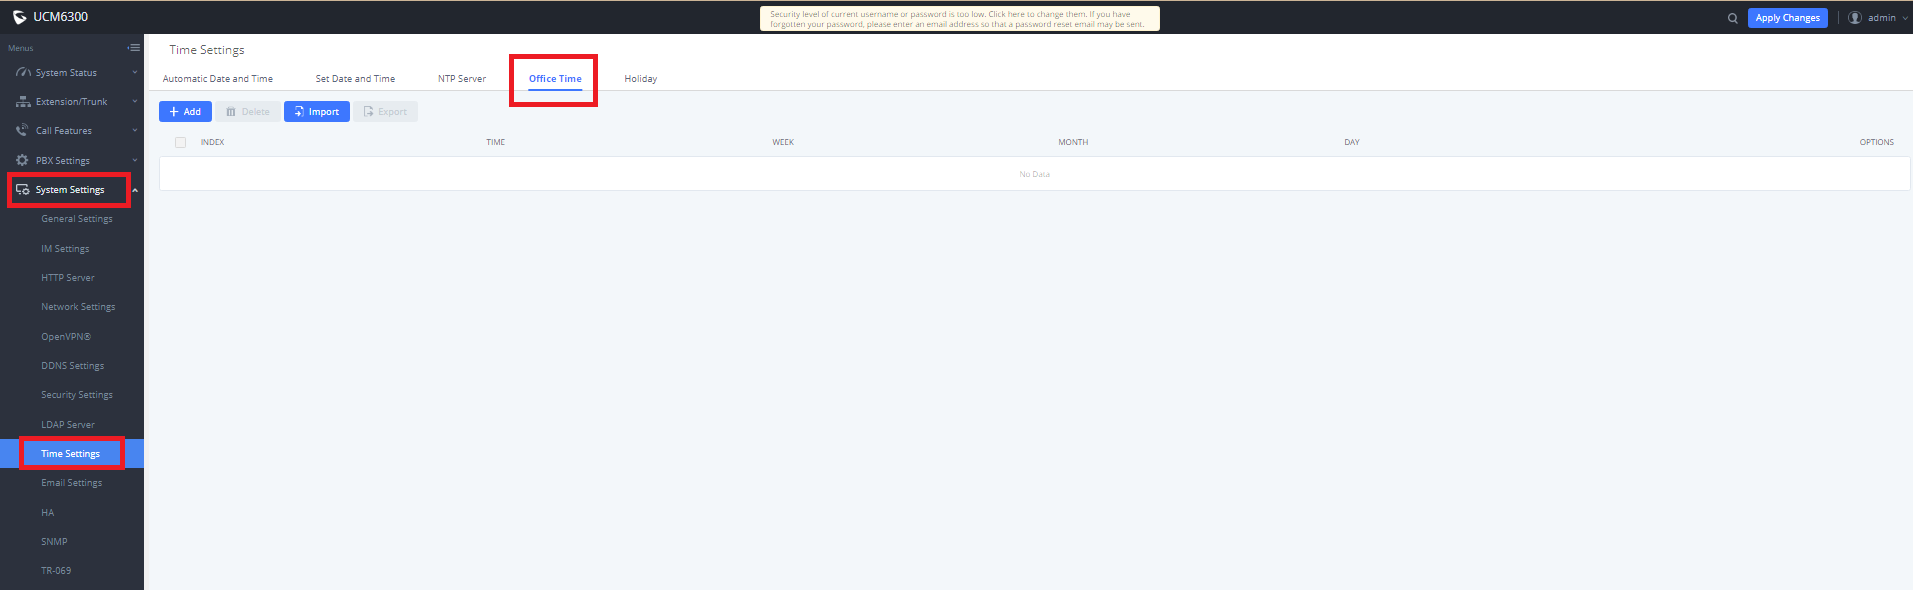 UCM6300
Security level of current username or password is too low. Click here to change them. If you have
forgotten your password, please enter an email address so that a password reset email may be sent.
Apply Changes
admin
Menus
System Status
Extension/Trunk
Call Features
PBX Settings
System Settings
General Settings
IM Settings
HTTP Server
Network Settings
OpenVPN®
DDNS Settings
Security Settings
LDAP Server
Time Settings
Email Settings
HA
SNMP
TR-069
Time Settings
Automatic Date and Time
Set Date and Time
NTP Server
Office Time
Holiday
+ Add
Delete
Import
Export
INDEX
TIME
WEEK
MONTH
DAY
OPTIONS
No Data